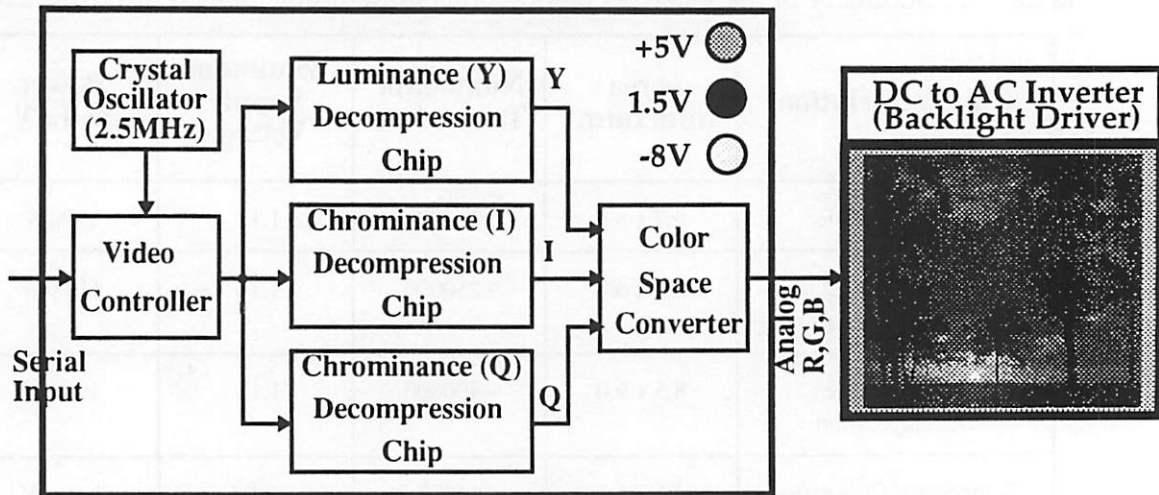 Crystal
Oscillator
(2.5MHz)
Video
Controller
Serial
Input
Luminance (Y)
Decompression
Chip
Chrominance (I)
Decompression
Chip
Chrominance (Q)
Decompression
Chip
Y
I
Q
+5V
1.5V
-8V
Color
Space
Converter
Analog
R,G,B
DC to AC Inverter
(Backlight Driver)